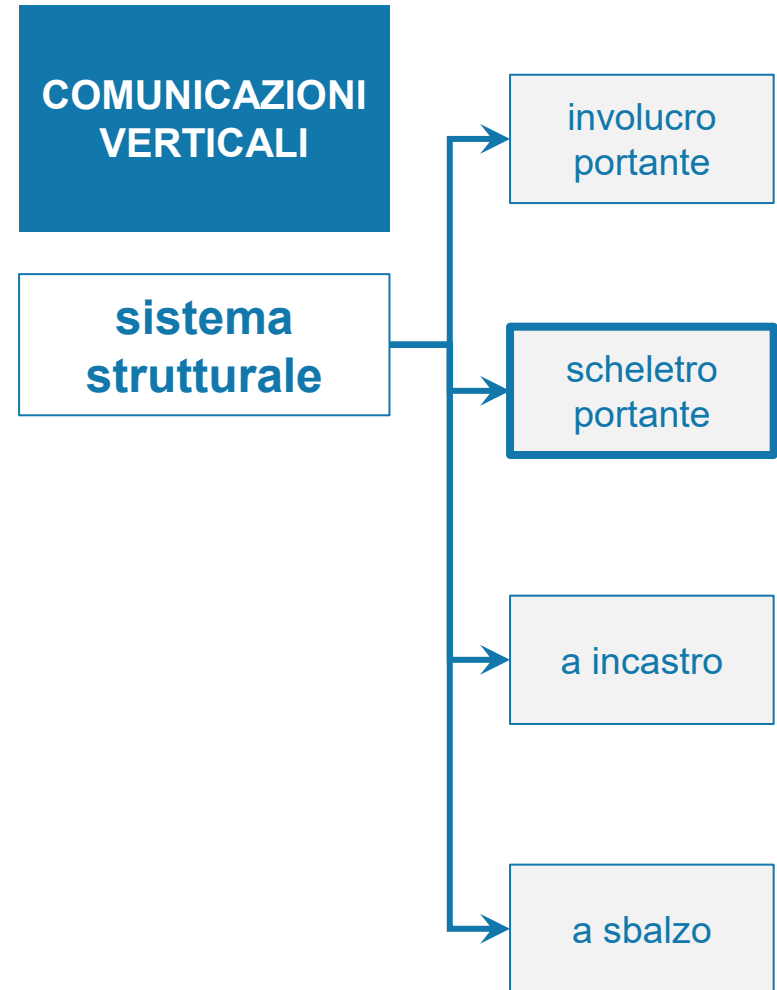 COMUNICAZIONI
VERTICALI
sistema
strutturale
involucro
portante
scheletro
portante
a incastro
a sbalzo